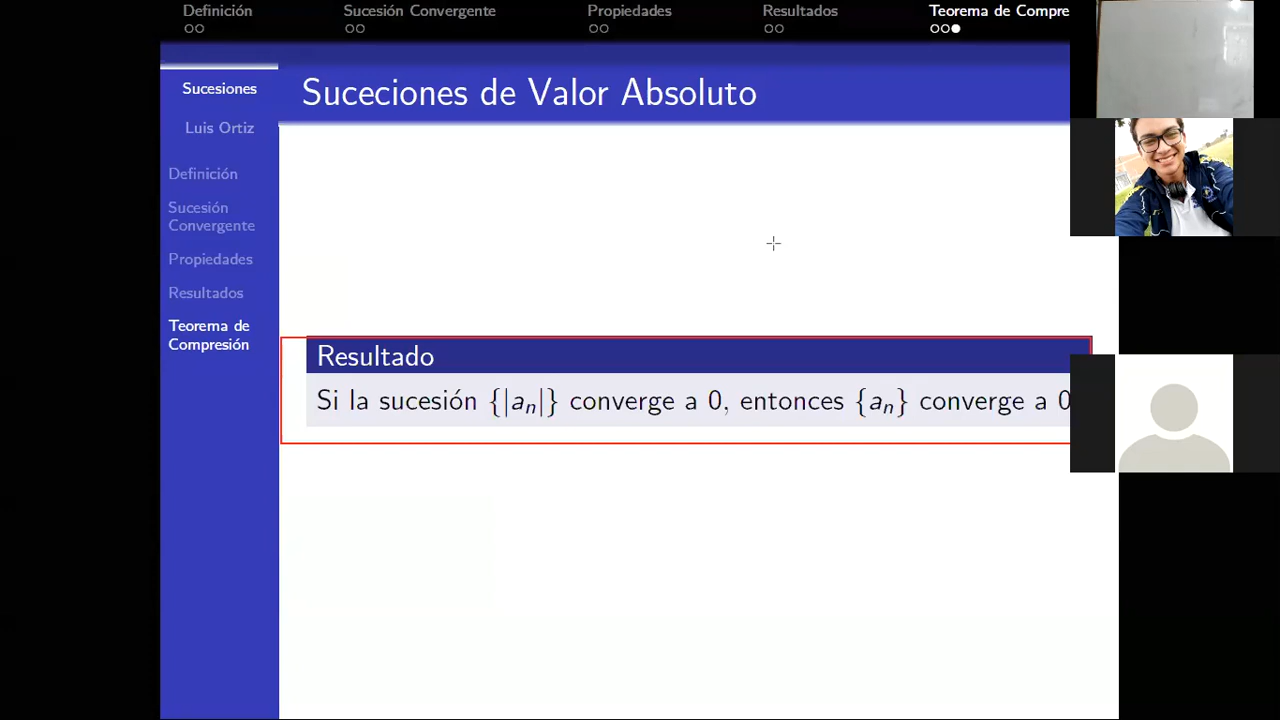 Definición
Sucesión Convergente
Propiedades
Resultados
Teorema de Compre
Sucesiones
Luis Ortiz
Definición
Sucesión
Convergente
Propiedades
Resultados
Teorema de
Compresión
Suceciones de Valor Absoluto
Resultado
Si la sucesión {|aₙ|} converge a 0, entonces {aₙ} converge a 0